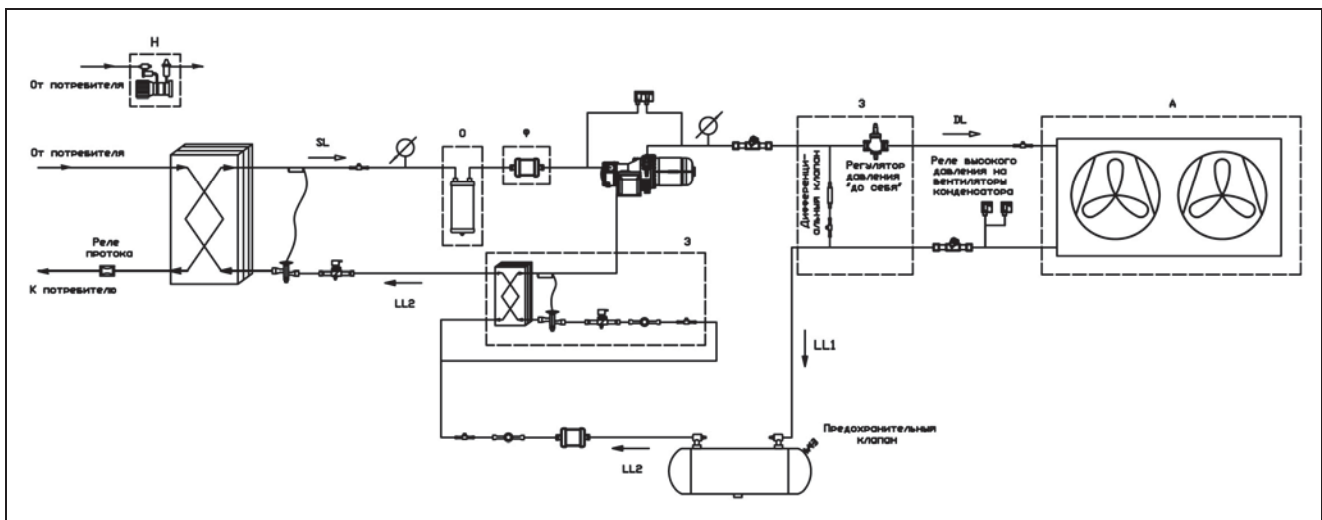 Н
От потребителя
От потребителя
SL
О
Ф
З
DL
А
Дифференци-
альный клапан
Регулятор
давления
"до себя"
Реле высокого
давления на
вентиляторы
конденсатора
Реле
протока
К потребителю
LL2
З
LL1
Предохранительный
клапан
LL2